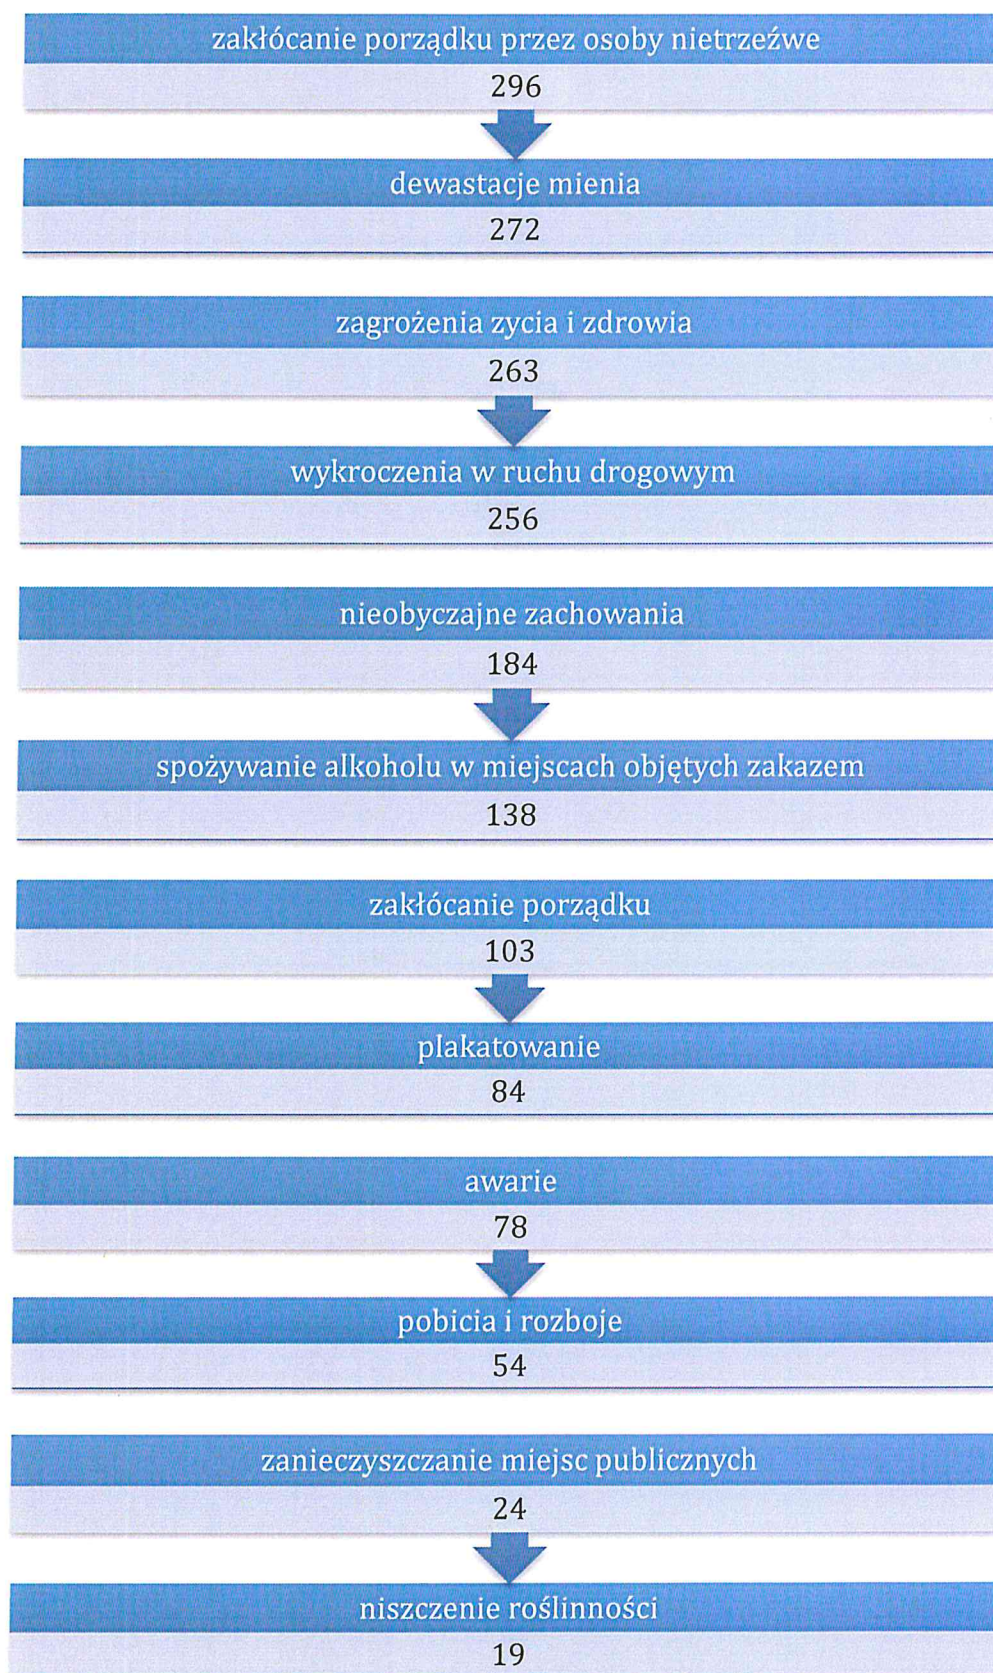 zakłócanie porządku przez osoby nietrzeźwe
296
dewastacje mienia
272
zagrożenia zycia i zdrowia
263
wykroczenia w ruchu drogowym
256
nieobyczajne zachowania
184
spożywanie alkoholu w miejscach objętych zakazem
138
zakłócanie porządku
103
plakatowanie
84
awarie
78
pobicia i rozboje
54
zanieczyszczanie miejsc publicznych
24
niszczenie roślinności
19